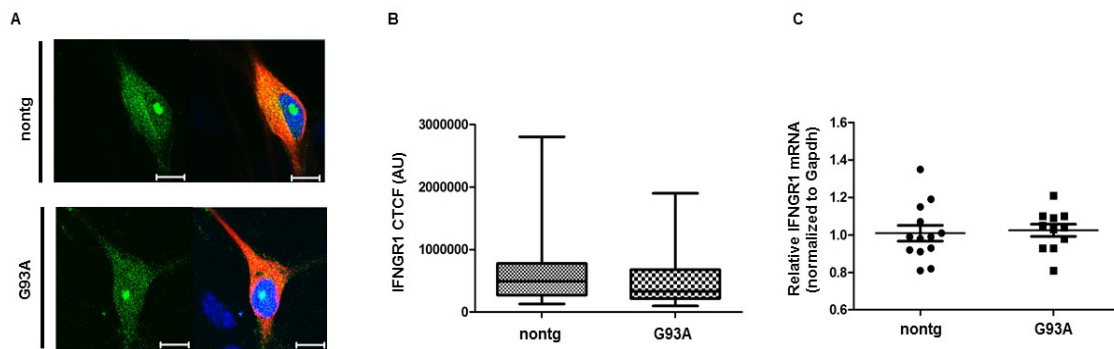 A
nontg
G93A
B
IFNGR1 CTCF (AU)
3000000
2000000
1000000
0
nontg
G93A
C
Relative IFNGR1 mRNA
(normalized to Gapdh)
1.6
1.4
1.2
1.0
0.8
0.6
nontg
G93A